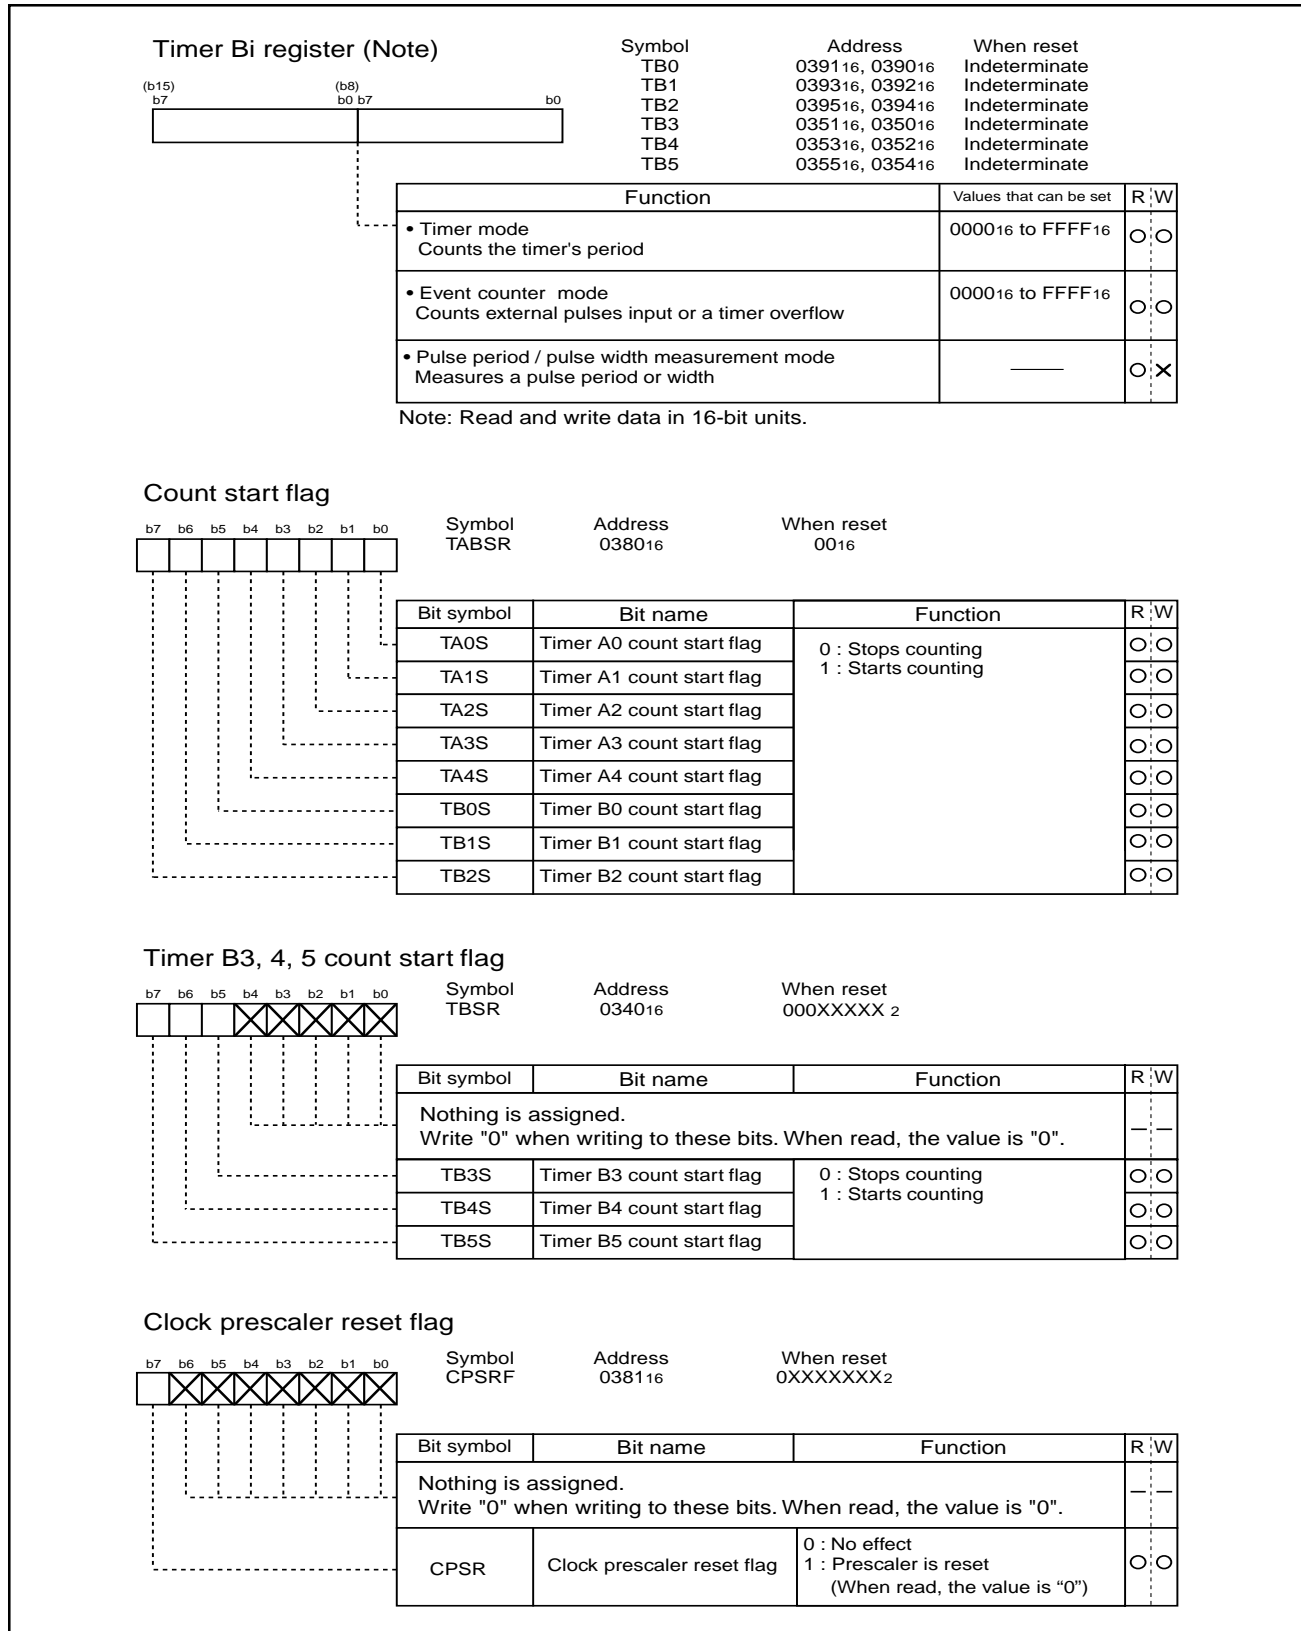 Timer Bi register (Note)
Symbol Address When reset
TB0 039116, 039016 Indeterminate
TB1 039316, 039216 Indeterminate
TB2 039516, 039416 Indeterminate
TB3 035116, 035016 Indeterminate
TB4 035316, 035216 Indeterminate
TB5 035516, 035416 Indeterminate
(b15) (b8)
b7 b0 b7 b0
Function Values that can be set R W
• Timer mode 000016 to FFFF16
Counts the timer's period
• Event counter mode 000016 to FFFF16
Counts external pulses input or a timer overflow
• Pulse period / pulse width measurement mode
Measures a pulse period or width
Note: Read and write data in 16-bit units.
Count start flag
b7 b6 b5 b4 b3 b2 b1 b0
Symbol Address When reset
TABSR 038016 0016
Bit symbol Bit name Function R W
TA0S Timer A0 count start flag 0 : Stops counting
TA1S Timer A1 count start flag 1 : Starts counting
TA2S Timer A2 count start flag
TA3S Timer A3 count start flag
TA4S Timer A4 count start flag
TB0S Timer B0 count start flag
TB1S Timer B1 count start flag
TB2S Timer B2 count start flag
Timer B3, 4, 5 count start flag
b7 b6 b5 b4 b3 b2 b1 b0
Symbol Address When reset
TBSR 034016 000XXXXX 2
Bit symbol Bit name Function R W
Nothing is assigned.
Write "0" when writing to these bits. When read, the value is "0".
TB3S Timer B3 count start flag 0 : Stops counting
TB4S Timer B4 count start flag 1 : Starts counting
TB5S Timer B5 count start flag
Clock prescaler reset flag
b7 b6 b5 b4 b3 b2 b1 b0
Symbol Address When reset
CPSRF 038116 0XXXXXXX2
Bit symbol Bit name Function R W
Nothing is assigned.
Write "0" when writing to these bits. When read, the value is "0".
CPSR Clock prescaler reset flag 0 : No effect
1 : Prescaler is reset
(When read, the value is “0”)